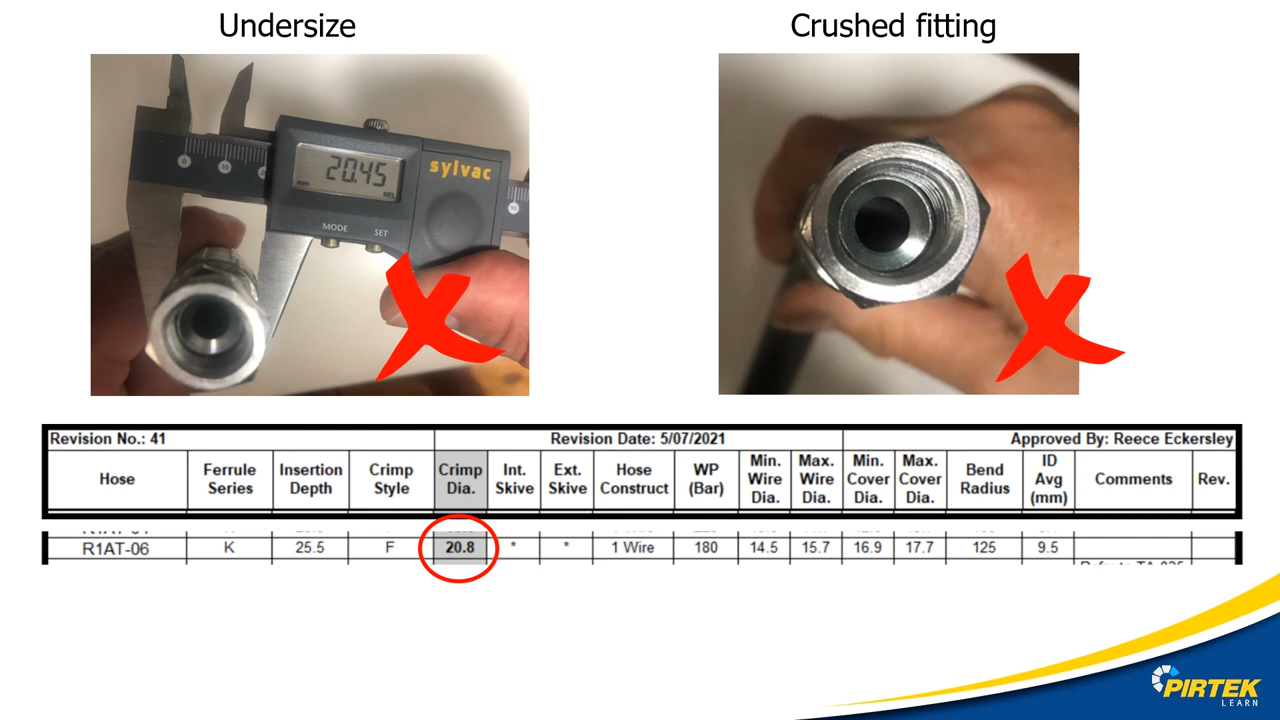 Undersize
Crushed fitting
20.45
mm
sylvac
MODE
SET
0
Revision No.: 41 Revision Date: 5/07/2021 Approved By: Reece Eckersley
Hose Ferrule Series Insertion Depth Crimp Style Crimp Dia. Int. Skive Ext. Skive Hose Construct WP (Bar) Min. Wire Dia. Max. Wire Dia. Min. Cover Dia. Max. Cover Dia. Bend Radius ID Avg (mm) Comments Rev.
R1AT-06 K 25.5 F 20.8 * * 1 Wire 180 14.5 15.7 16.9 17.7 125 9.5
PIRTEK
LEARN